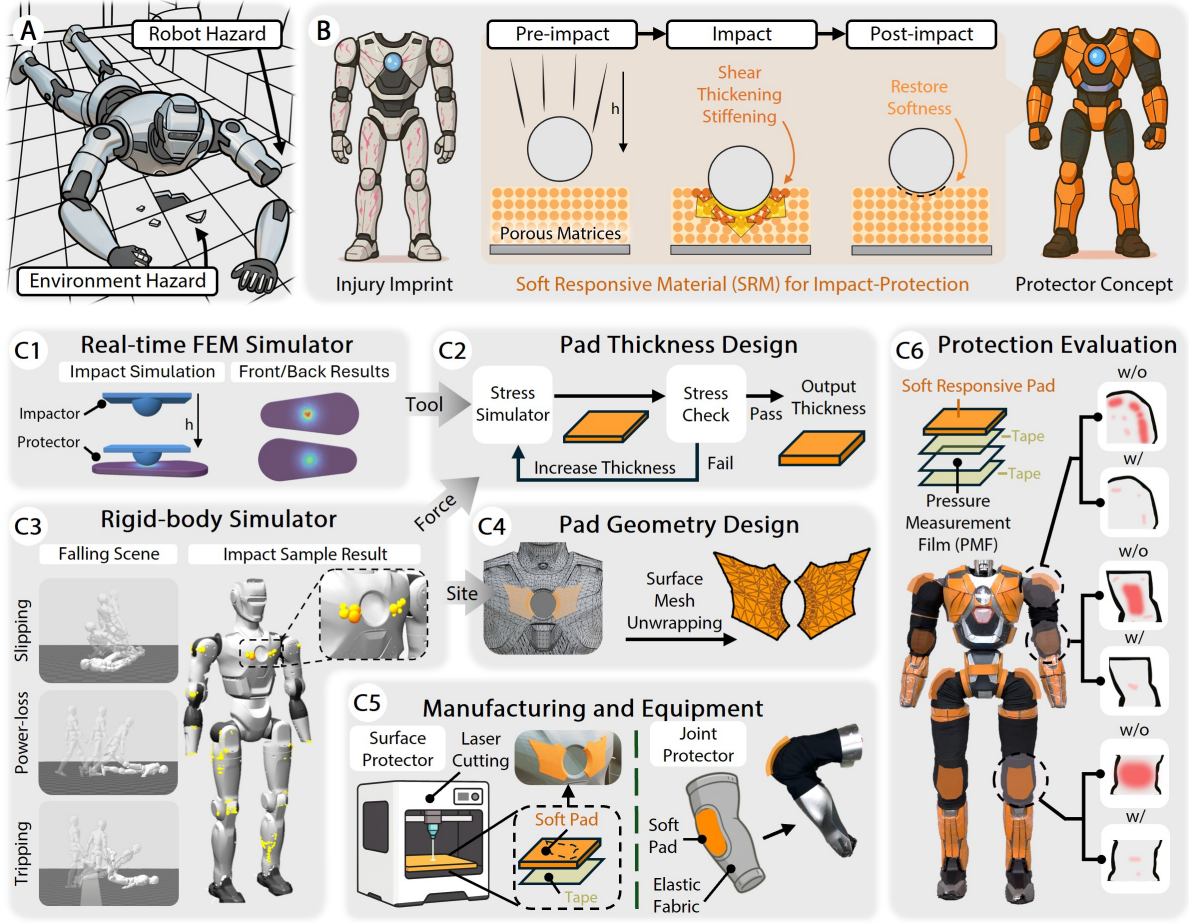 A
Robot Hazard
Environment Hazard
B
Pre-impact
Impact
Post-impact
h
Shear
Thickening
Stiffening
Restore
Softness
Porous Matrices
Injury Imprint
Soft Responsive Material (SRM) for Impact-Protection
Protector Concept
C1
Real-time FEM Simulator
Impact Simulation
Front/Back Results
Impactor
h
Protector
Tool
C2
Pad Thickness Design
Stress
Simulator
Stress
Check
Pass
Output
Thickness
Increase Thickness
Fail
Force
C3
Rigid-body Simulator
Falling Scene
Impact Sample Result
Slipping
Power-loss
Tripping
Site
C4
Pad Geometry Design
Surface
Mesh
Unwrapping
C5
Manufacturing and Equipment
Surface
Protector
Laser
Cutting
Soft Pad
Tape
Joint
Protector
Soft
Pad
Elastic
Fabric
C6
Protection Evaluation
Soft Responsive Pad
Tape
Tape
Pressure
Measurement
Film (PMF)
w/o
w/
w/o
w/
w/o
w/